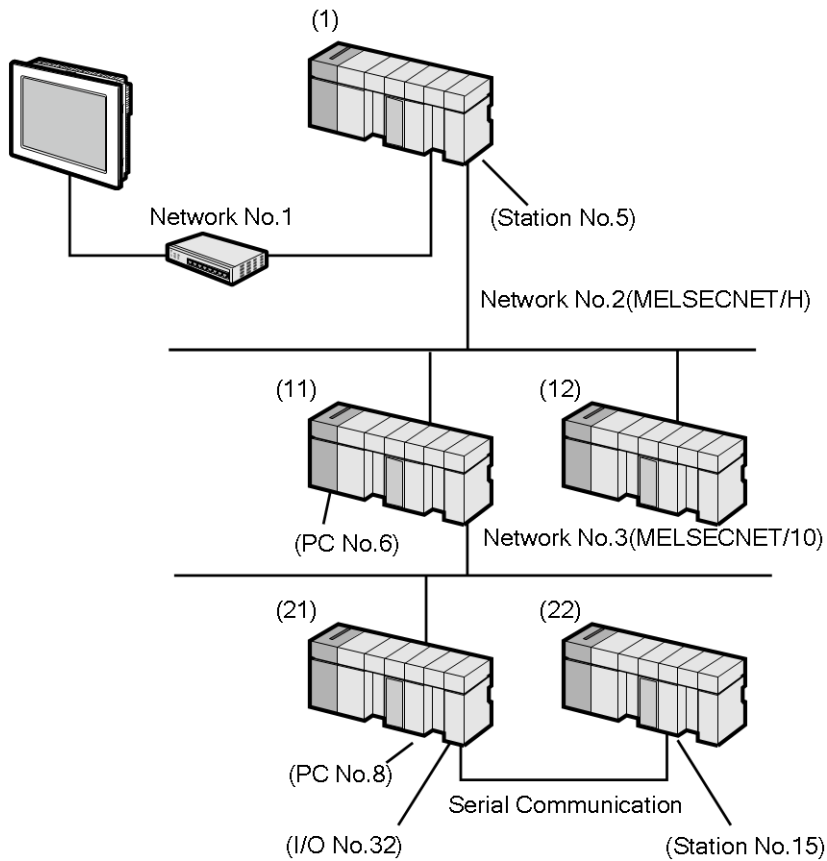 (1)
Network No.1
(Station No.5)
Network No.2(MELSECNET/H)
(11)
(12)
(PC No.6)
Network No.3(MELSECNET/10)
(21)
(22)
(PC No.8)
Serial Communication
(I/O No.32)
(Station No.15)